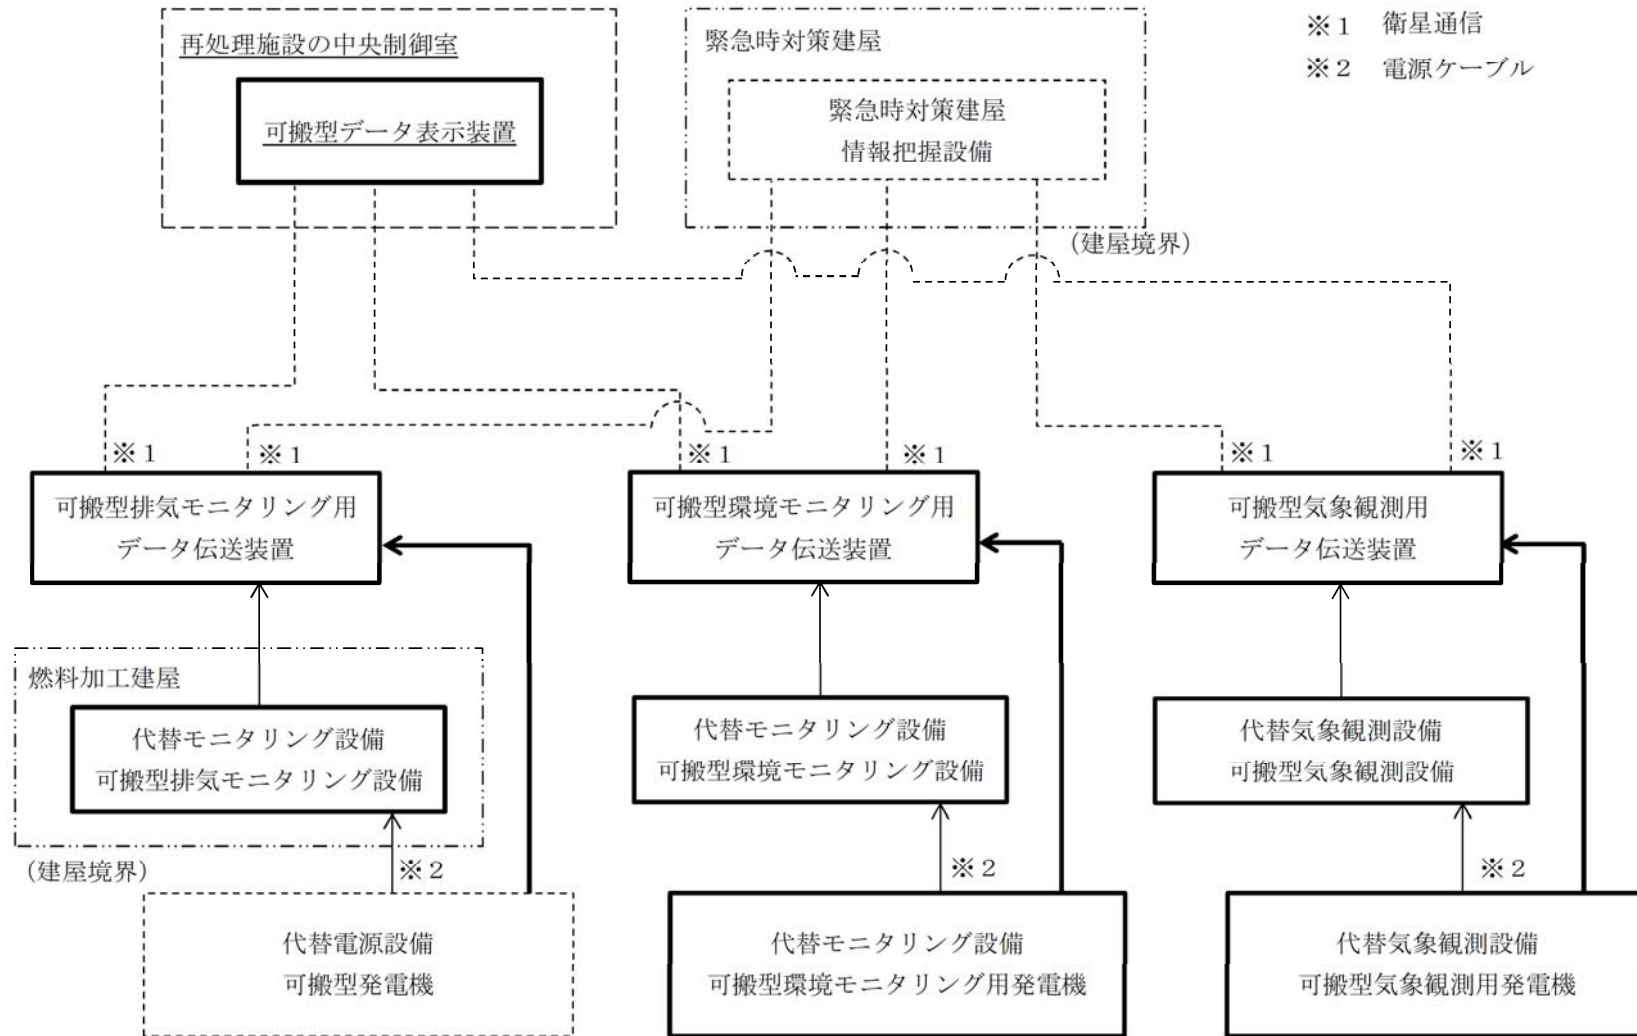 再処理施設の中央制御室
可搬型データ表示装置
緊急時対策建屋
緊急時対策建屋
情報把握設備
(建屋境界)
※1 衛星通信
※2 電源ケーブル
※1
※1
※1
※1
※1
※1
可搬型排気モニタリング用
データ伝送装置
可搬型環境モニタリング用
データ伝送装置
可搬型気象観測用
データ伝送装置
燃料加工建屋
代替モニタリング設備
可搬型排気モニタリング設備
代替モニタリング設備
可搬型環境モニタリング設備
代替気象観測設備
可搬型気象観測設備
(建屋境界)
※2
※2
※2
代替電源設備
可搬型発電機
代替モニタリング設備
可搬型環境モニタリング用発電機
代替気象観測設備
可搬型気象観測用発電機